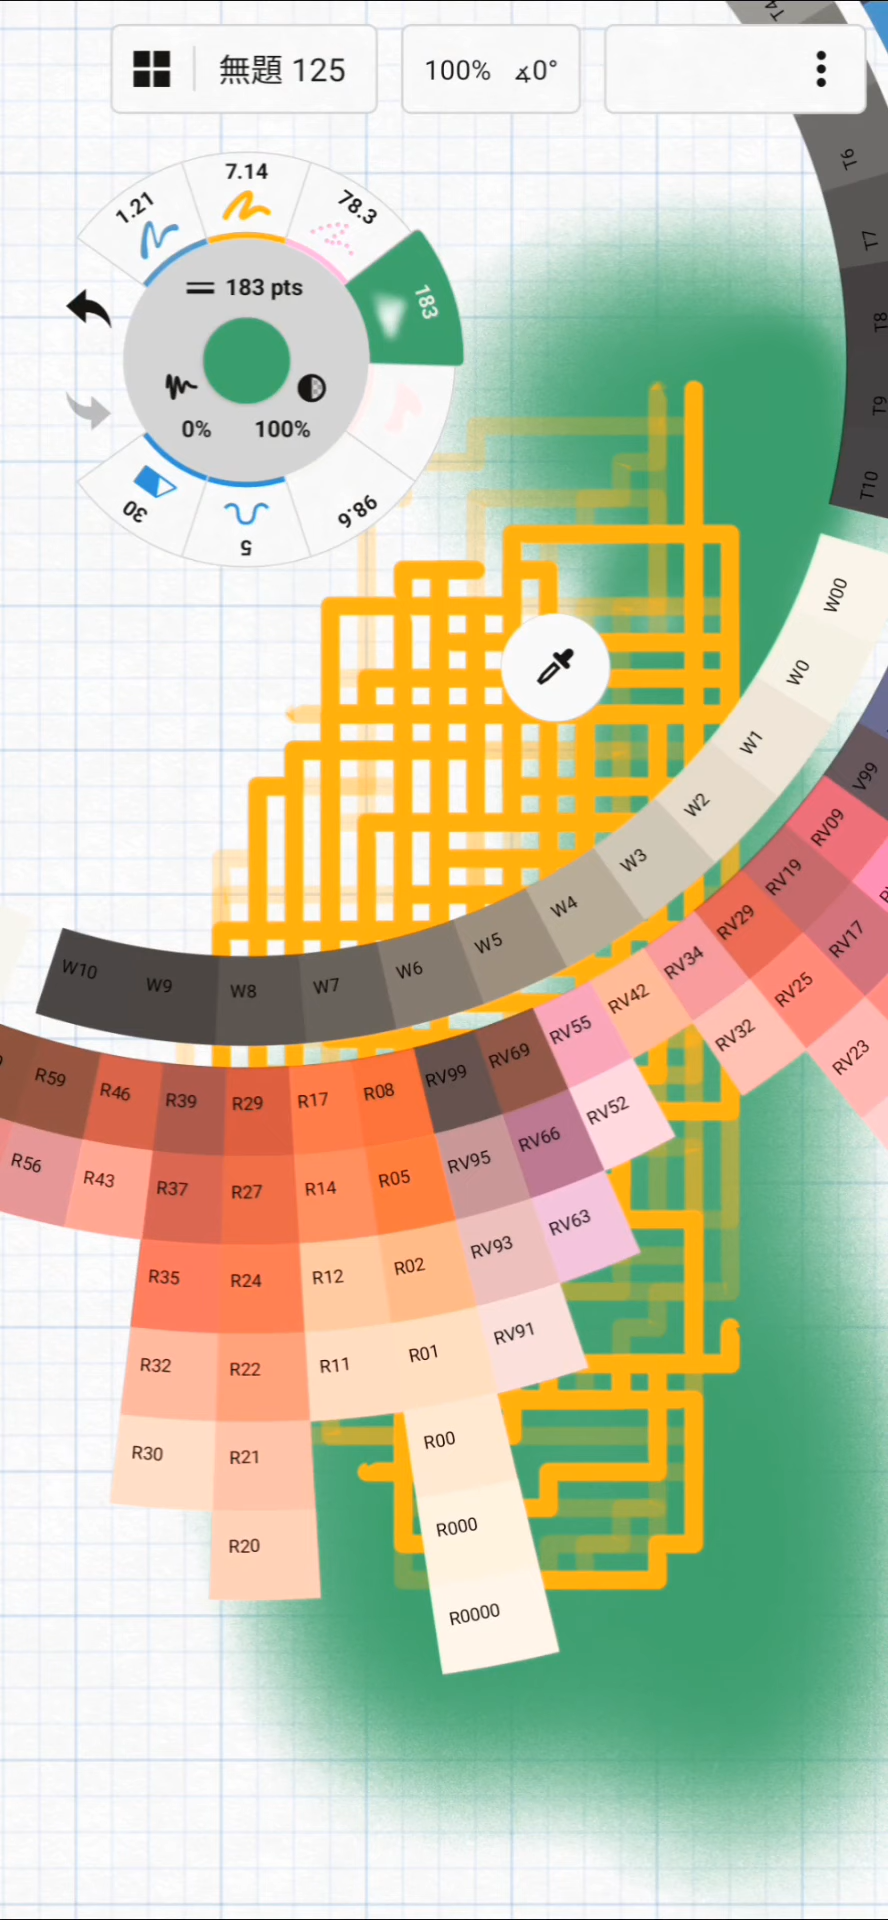 無題 125
100% ∡0°
1.21
7.14
78.3
183
183 pts
0%
100%
30
5
98.6
T4
T6
T7
T8
T9
T10
W00
W0
W1
W2
W3
W4
W5
W6
W7
W8
W9
W10
V99
RV09
RV19
RV29
RV34
RV42
RV55
RV69
RV99
R08
R17
R29
R39
R46
R59
RV17
RV25
RV32
RV23
RV52
RV66
RV95
R05
R14
R27
R37
R43
R56
RV63
RV93
R02
R12
R24
R35
RV91
R01
R11
R22
R32
R00
R21
R30
R000
R20
R0000